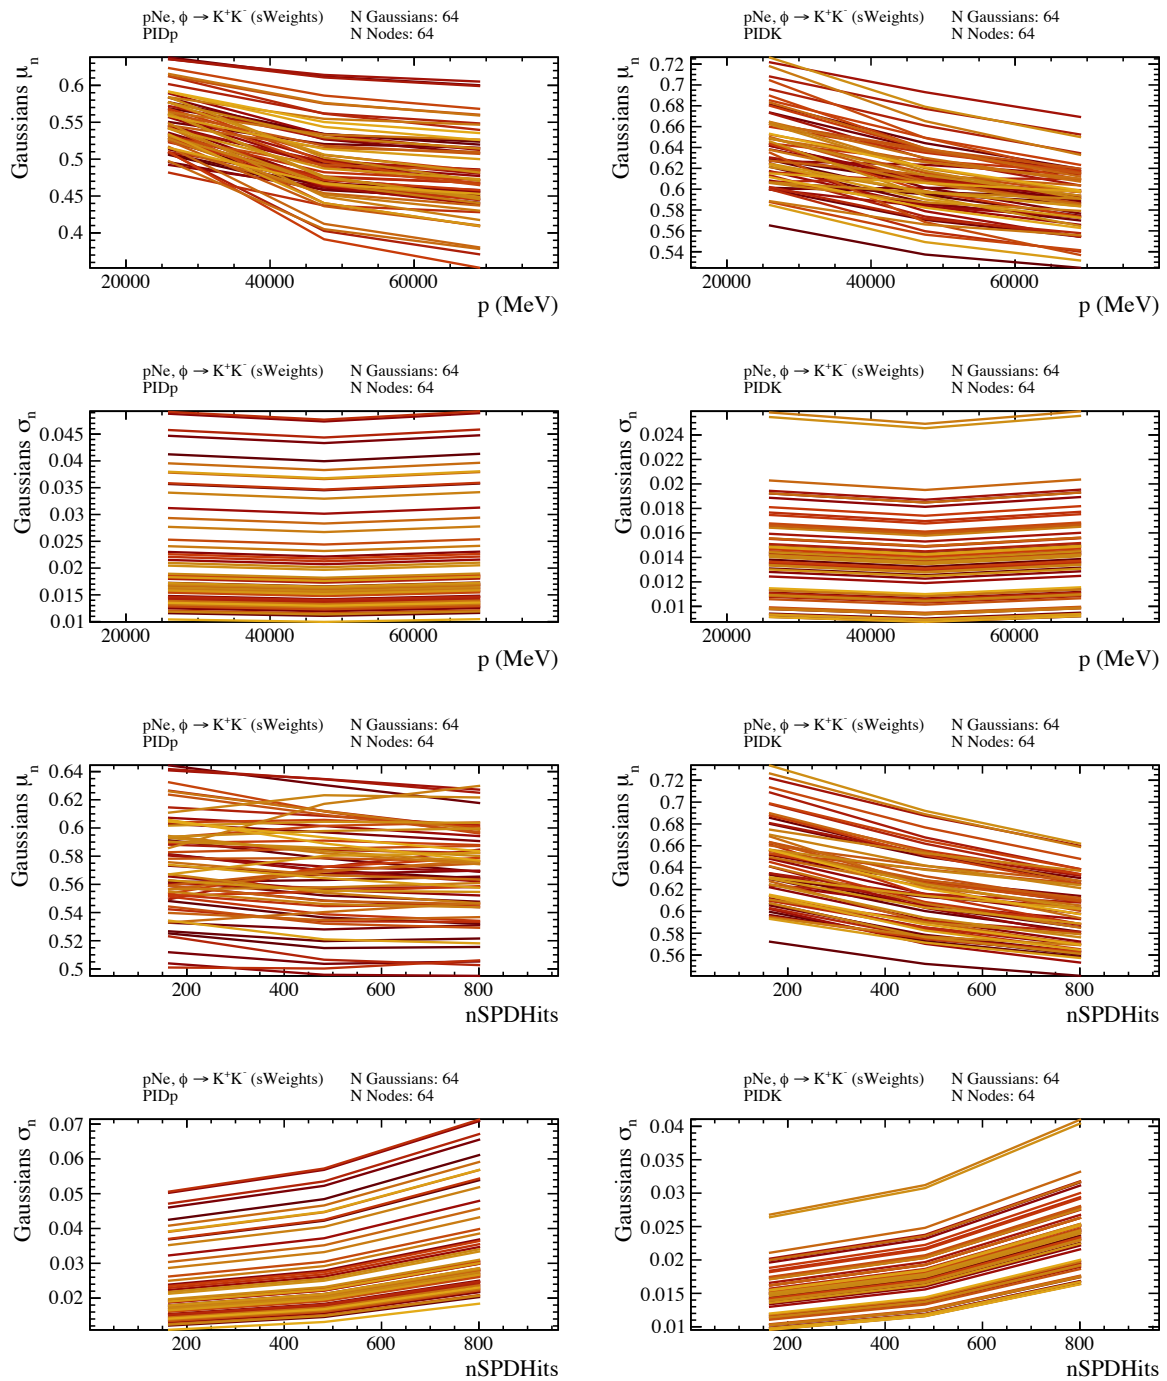 pNe, ϕ → K⁺K⁻ (sWeights) N Gaussians: 64
PIDp N Nodes: 64
Gaussians μₙ
0.6
0.55
0.5
0.45
0.4
20000 40000 60000
p (MeV)
pNe, ϕ → K⁺K⁻ (sWeights) N Gaussians: 64
PIDK N Nodes: 64
Gaussians μₙ
0.72
0.7
0.68
0.66
0.64
0.62
0.6
0.58
0.56
0.54
20000 40000 60000
p (MeV)
pNe, ϕ → K⁺K⁻ (sWeights) N Gaussians: 64
PIDp N Nodes: 64
Gaussians σₙ
0.045
0.04
0.035
0.03
0.025
0.02
0.015
0.01
20000 40000 60000
p (MeV)
pNe, ϕ → K⁺K⁻ (sWeights) N Gaussians: 64
PIDK N Nodes: 64
Gaussians σₙ
0.024
0.022
0.02
0.018
0.016
0.014
0.012
0.01
20000 40000 60000
p (MeV)
pNe, ϕ → K⁺K⁻ (sWeights) N Gaussians: 64
PIDp N Nodes: 64
Gaussians μₙ
0.64
0.62
0.6
0.58
0.56
0.54
0.52
0.5
200 400 600 800
nSPDHits
pNe, ϕ → K⁺K⁻ (sWeights) N Gaussians: 64
PIDK N Nodes: 64
Gaussians μₙ
0.72
0.7
0.68
0.66
0.64
0.62
0.6
0.58
0.56
200 400 600 800
nSPDHits
pNe, ϕ → K⁺K⁻ (sWeights) N Gaussians: 64
PIDp N Nodes: 64
Gaussians σₙ
0.07
0.06
0.05
0.04
0.03
0.02
200 400 600 800
nSPDHits
pNe, ϕ → K⁺K⁻ (sWeights) N Gaussians: 64
PIDK N Nodes: 64
Gaussians σₙ
0.04
0.035
0.03
0.025
0.02
0.015
0.01
200 400 600 800
nSPDHits